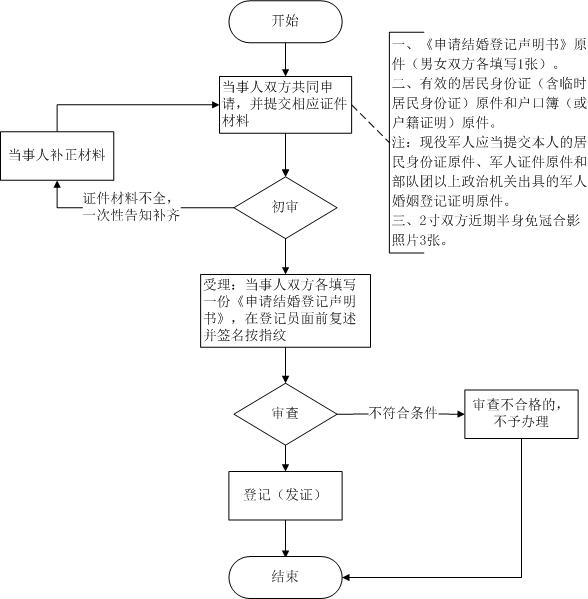 开始
当事人双方共同申
请，并提交相应证件
材料
一、《申请结婚登记声明书》原
件（男女双方各填写1张）。
二、有效的居民身份证（含临时
居民身份证）原件和户口簿（或
户籍证明）原件。
注：现役军人应当提交本人的居
民身份证原件、军人证件原件和
部队团以上政治机关出具的军人
婚姻登记证明原件。
三、2寸双方近期半身免冠合影
照片3张。
当事人补正材料
证件材料不全，
一次性告知补齐
初审
受理：当事人双方各填写
一份《申请结婚登记声明
书》，在登记员面前复述
并签名按指纹
审查
不符合条件
审查不合格的，
不予办理
登记（发证）
结束